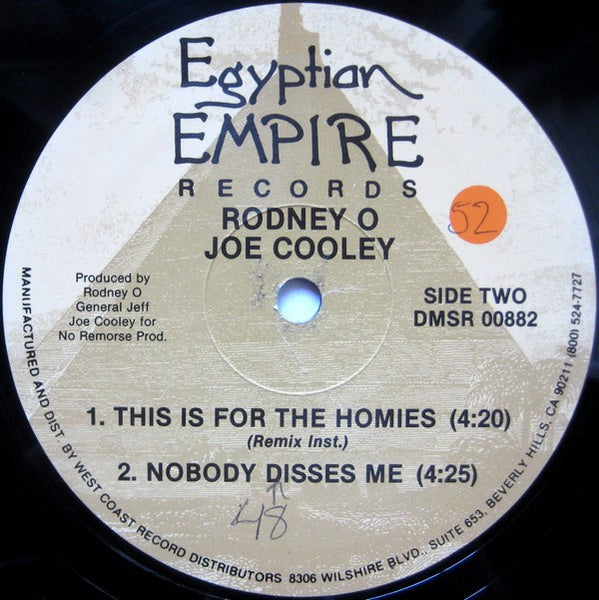 Egyptian
EMPIRE
RECORDS
RODNEY O
JOE COOLEY
52
Produced by
Rodney O
General Jeff
Joe Cooley for
No Remorse Prod.
SIDE TWO
DMSR 00882
1. THIS IS FOR THE HOMIES (4:20)
(Remix Inst.)
2. NOBODY DISSES ME (4:25)
48
MANUFACTURED AND DIST. BY WEST COAST RECORD DISTRIBUTORS 8306 WILSHIRE BLVD., SUITE 653, BEVERLY HILLS, CA 90211 (800) 524-7727